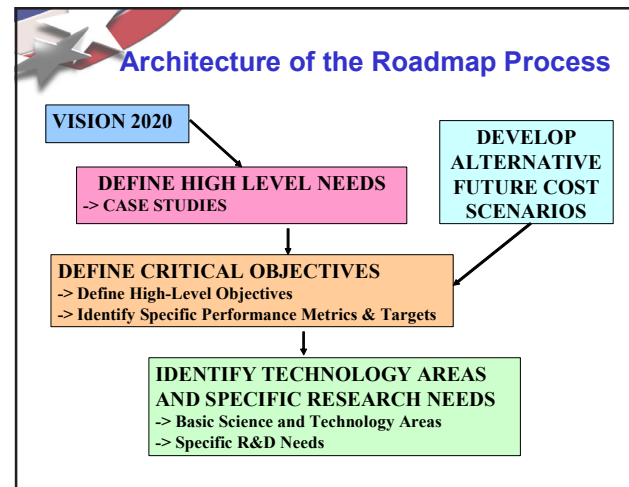 Architecture of the Roadmap Process
VISION 2020
DEVELOP
ALTERNATIVE
FUTURE COST
SCENARIOS
DEFINE HIGH LEVEL NEEDS
-> CASE STUDIES
DEFINE CRITICAL OBJECTIVES
-> Define High-Level Objectives
-> Identify Specific Performance Metrics & Targets
IDENTIFY TECHNOLOGY AREAS
AND SPECIFIC RESEARCH NEEDS
-> Basic Science and Technology Areas
-> Specific R&D Needs